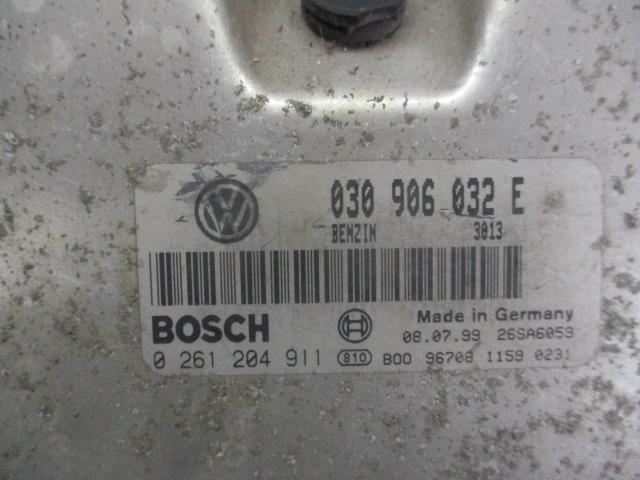 030 906 032 E
BENZIN 3013
BOSCH
Made in Germany
08.07.99 26SA6059
0 261 204 911 810 B00 96708 1159 0231